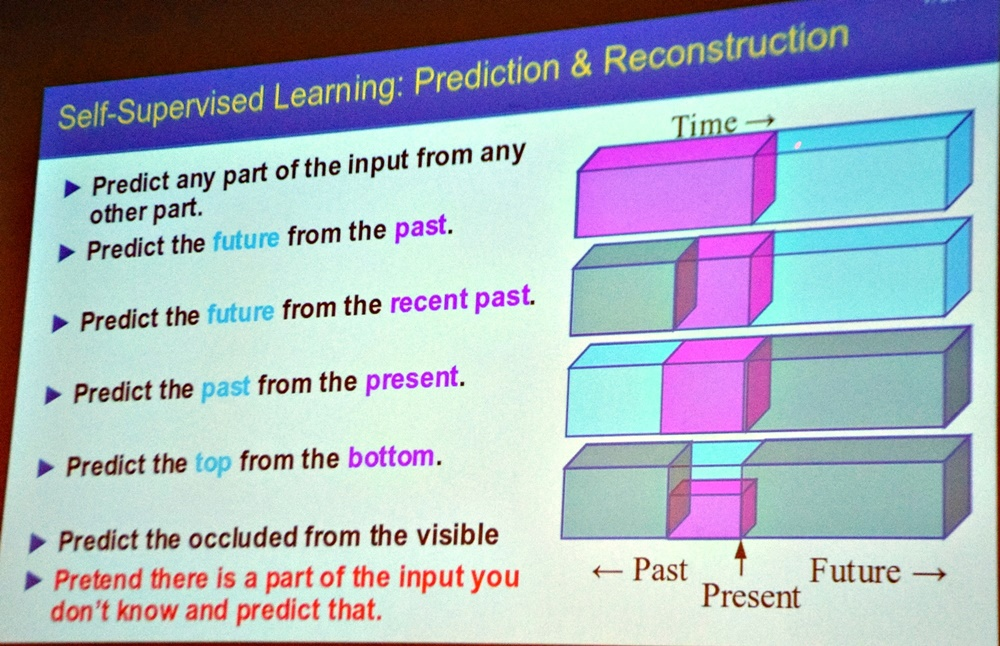 Self-Supervised Learning: Prediction & Reconstruction
Predict any part of the input from any
other part.
Predict the future from the past.
Predict the future from the recent past.
Predict the past from the present.
Predict the top from the bottom.
Predict the occluded from the visible
Pretend there is a part of the input you
don't know and predict that.
Time →
← Past
Present
Future →